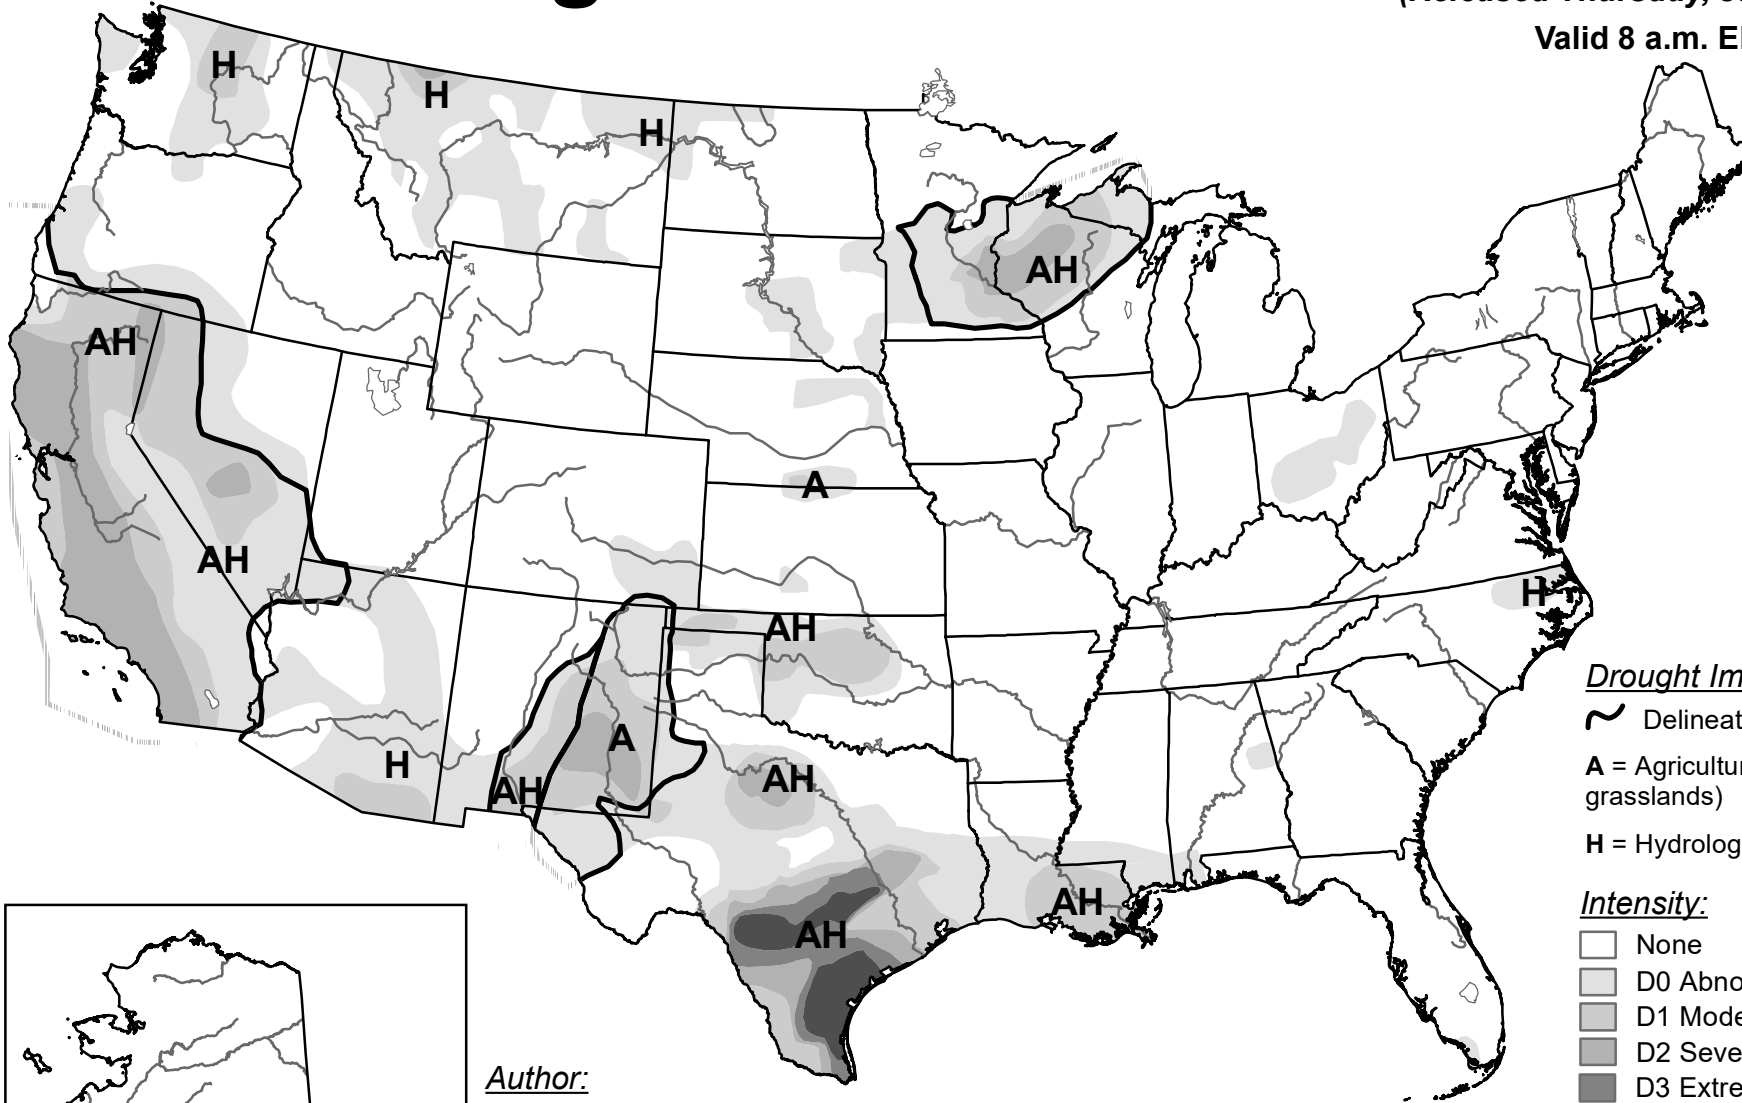 Valid 8 a.m.
H
H
H
AH
AH
A
AH
AH
H
A
AH
H
AH
AH
AH
H
Delineat
A = Agricultur
grasslands)
H = Hydrolog
Drought Im
Intensity:
None
D0 Abno
D1 Mode
D2 Seve
D3 Extre
Author: